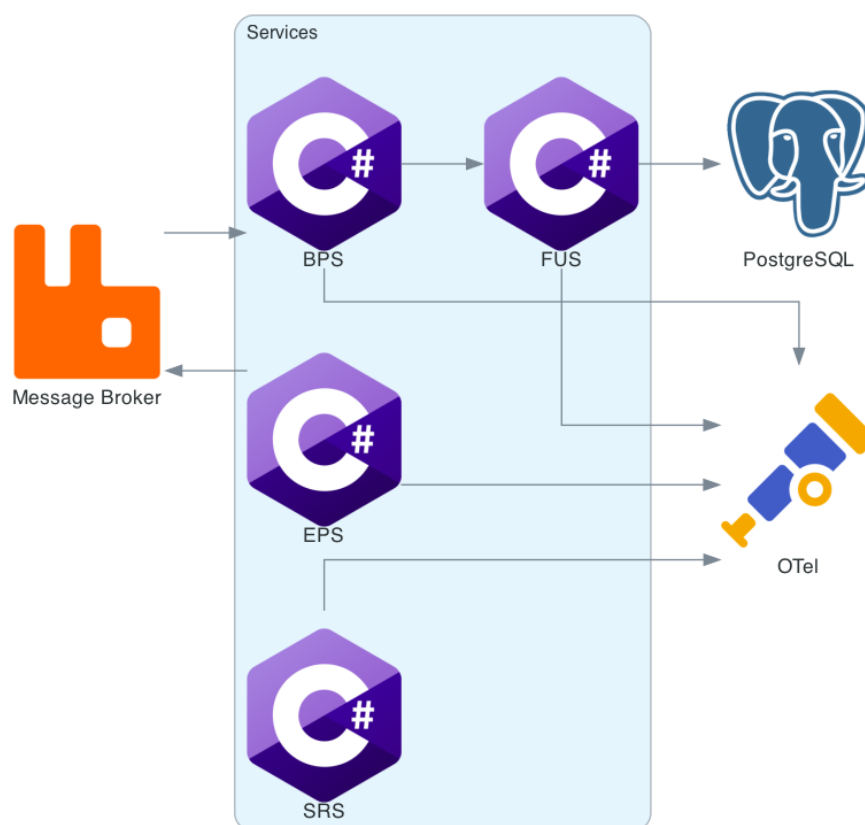 Services
C#
BPS
C#
FUS
PostgreSQL
Message Broker
C#
EPS
OTel
C#
SRS